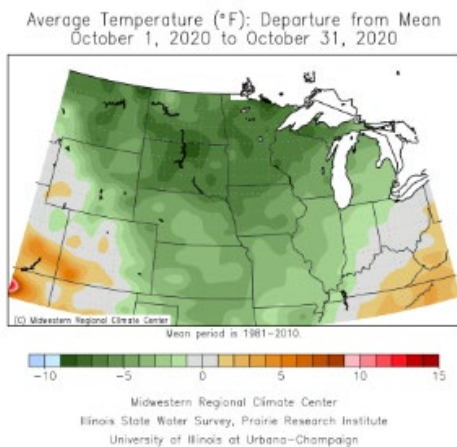 Average Temperature (°F): Departure from Mean
October 1, 2020 to October 31, 2020
(C) Midwestern Regional Climate Center
Mean period is 1981-2010.
-10 -5 0 5 10 15
Midwestern Regional Climate Center
Illinois State Water Survey, Prairie Research Institute
University of Illinois at Urbana-Champaign